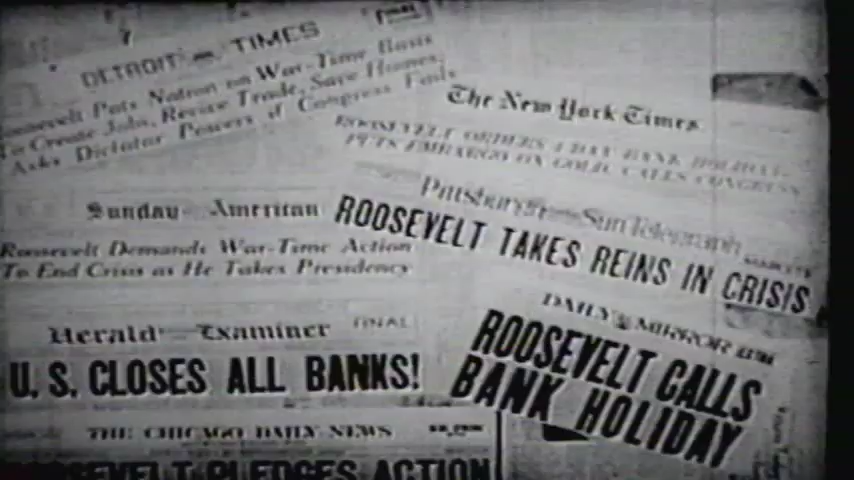 DETROIT TIMES
Roosevelt Puts Nation on War-Time Basis
To Create Jobs, Revive Trade, Save Homes,
Asks Dictator Powers if Congress Fails
The New York Times
ROOSEVELT ORDERS 4 DAY BANK HOLIDAY,
PUTS EMBARGO ON GOLD, CALLS CONGRESS
Pittsburgh Sun-Telegraph
ROOSEVELT TAKES REINS IN CRISIS
Sunday American
Roosevelt Demands War-Time Action
To End Crisis as He Takes Presidency
DAILY MIRROR
ROOSEVELT CALLS
BANK HOLIDAY
Herald Examiner FINAL
U. S. CLOSES ALL BANKS!
THE CHICAGO DAILY NEWS
ROOSEVELT PLEDGES ACTION